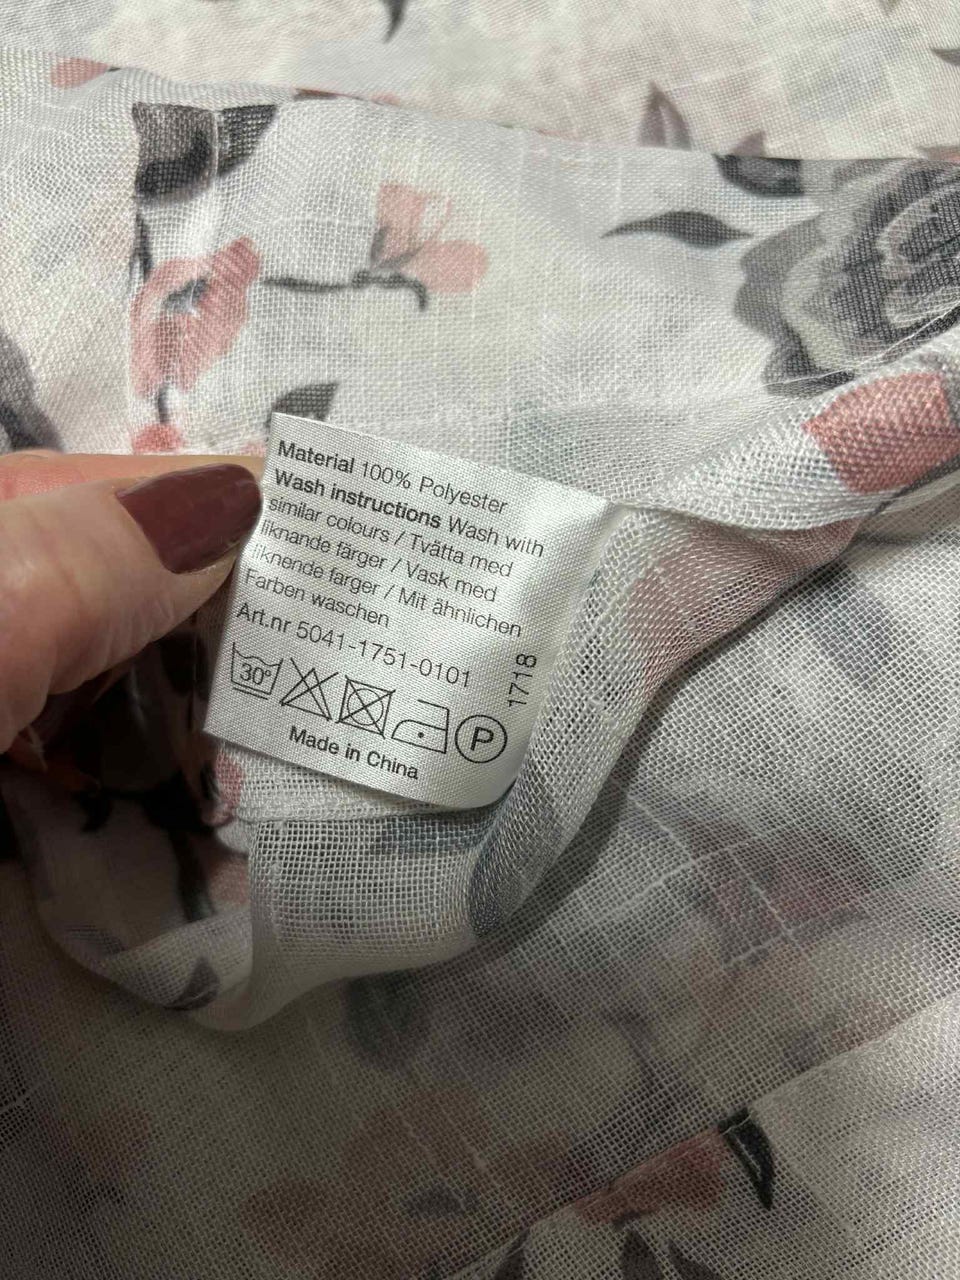 Material 100% Polyester
Wash instructions Wash with
similar colours / Tvätta med
liknande färger / Vask med
liknende farger / Mit ähnlichen
Farben waschen
Art.nr 5041-1751-0101
1718
30°
P
Made in China